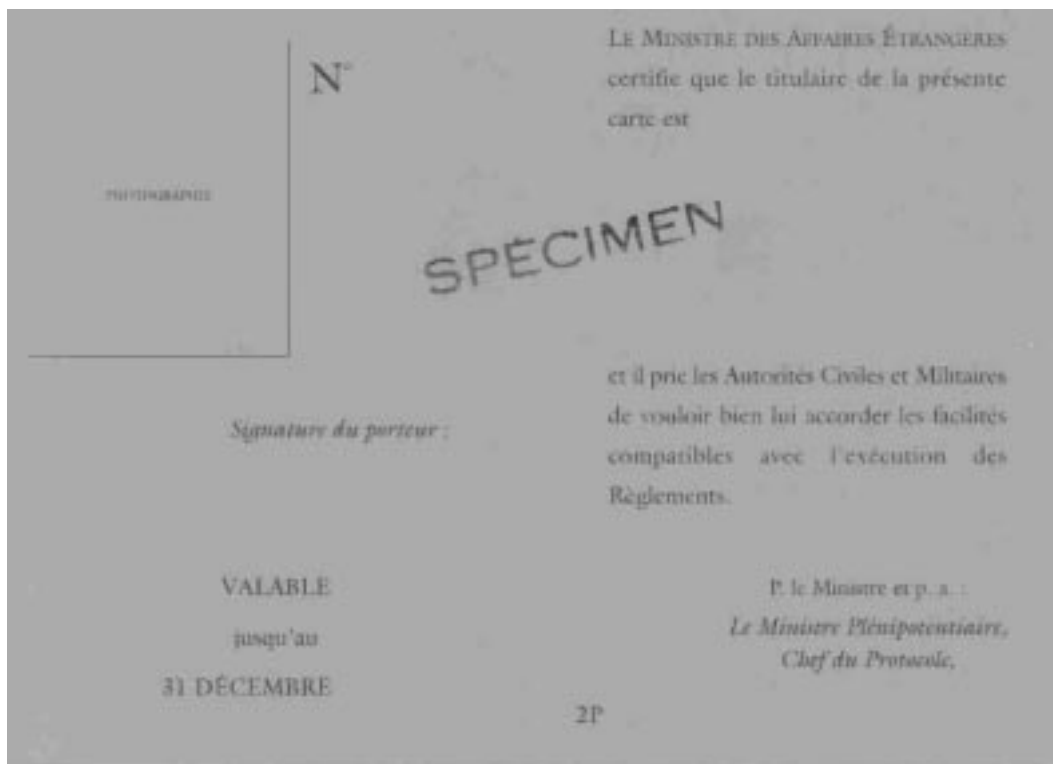 N°
PHOTOGRAPHIE
SPÉCIMEN
Signature du porteur :
VALABLE
jusqu'au
31 DÉCEMBRE
LE MINISTRE DES AFFAIRES ÉTRANGÈRES
certifie que le titulaire de la présente
carte est
et il prie les Autorités Civiles et Militaires
de vouloir bien lui accorder les facilités
compatibles avec l'exécution des
Règlements.
P. le Ministre et p. a. :
Le Ministre Plénipotentiaire,
Chef du Protocole,
2P